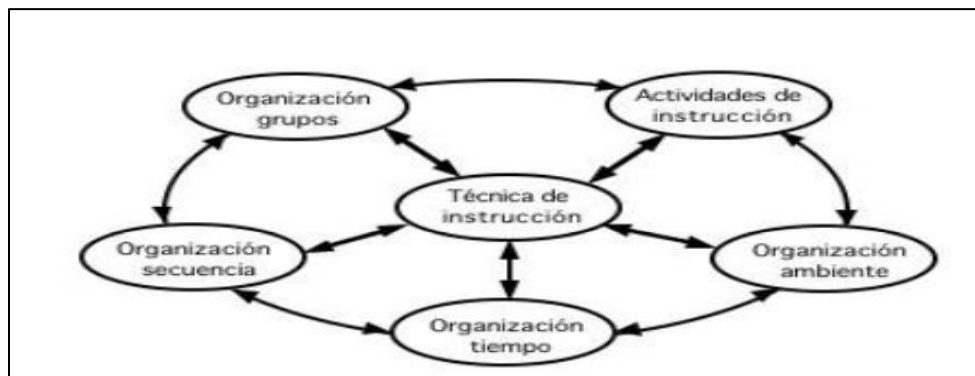 Organización
grupos
Actividades de
instrucción
Técnica de
instrucción
Organización
secuencia
Organización
ambiente
Organización
tiempo